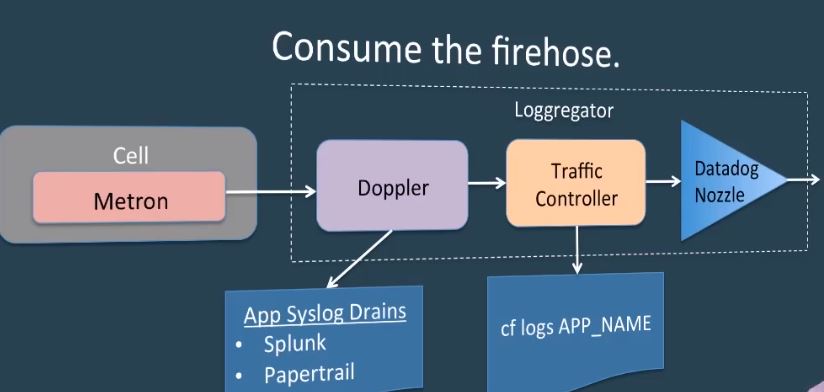 Consume the firehose.
Loggregator
Cell
Metron
Doppler
Traffic
Controller
Datadog
Nozzle
App Syslog Drains
• Splunk
• Papertrail
cf logs APP_NAME